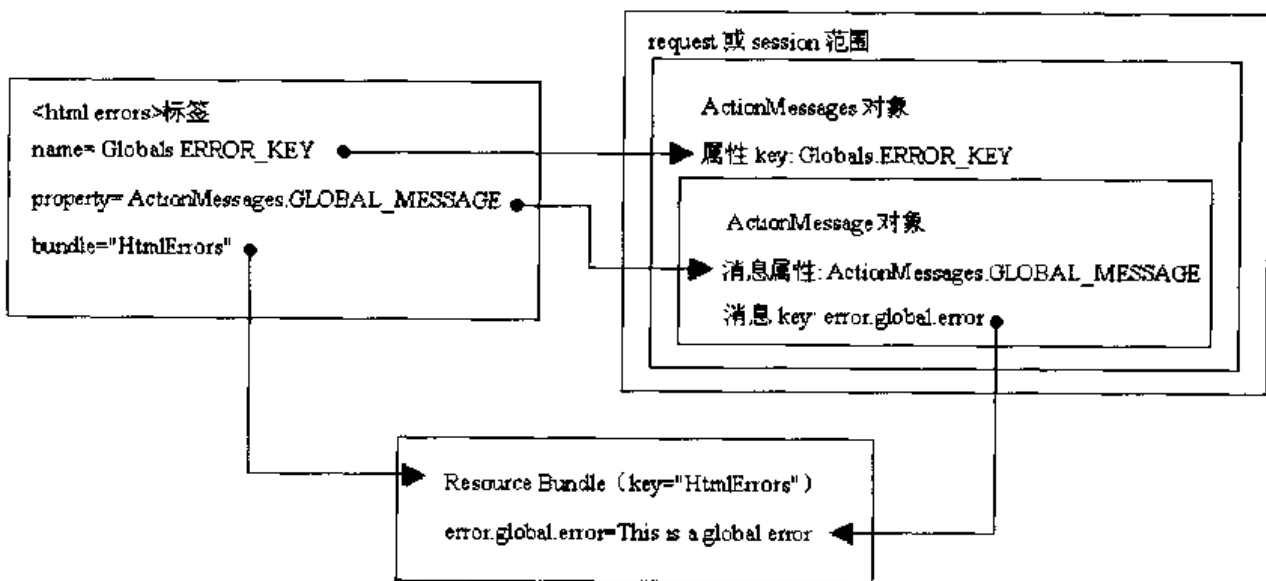 <html errors>标签
name= Globals ERROR_KEY
property= ActionMessages.GLOBAL_MESSAGE
bundle="HtmlErrors"
request 或 session 范围
ActionMessages 对象
属性 key: Globals.ERROR_KEY
ActionMessage 对象
消息属性: ActionMessages.GLOBAL_MESSAGE
消息 key: error.global.error
Resource Bundle（key="HtmlErrors"）
error.global.error=This is a global error